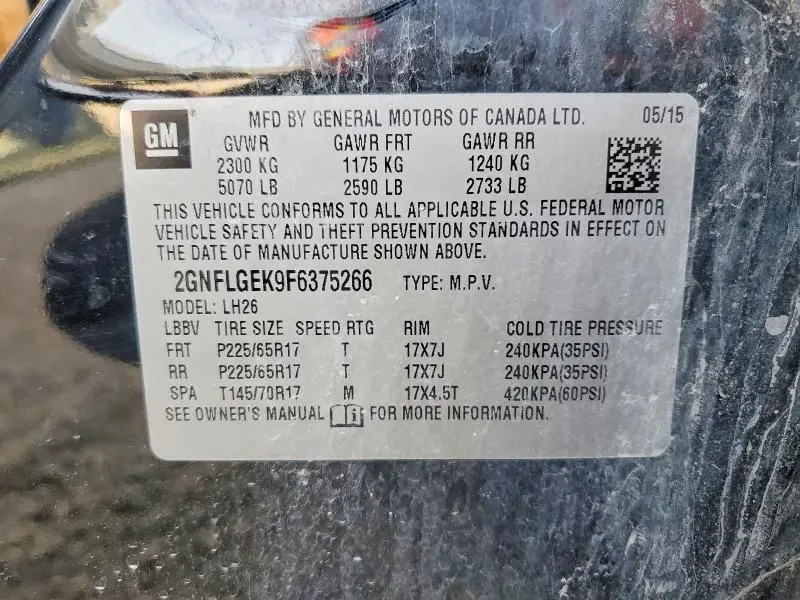 GM ® MFD BY GENERAL MOTORS OF CANADA LTD. 05/15
GVWR GAWR FRT GAWR RR
2300 KG 1175 KG 1240 KG
5070 LB 2590 LB 2733 LB
THIS VEHICLE CONFORMS TO ALL APPLICABLE U.S. FEDERAL MOTOR
VEHICLE SAFETY AND THEFT PREVENTION STANDARDS IN EFFECT ON
THE DATE OF MANUFACTURE SHOWN ABOVE.
2GNFLGEK9F6375266 TYPE: M.P.V.
MODEL: LH26
LBBV TIRE SIZE SPEED RTG RIM COLD TIRE PRESSURE
FRT P225/65R17 T 17X7J 240KPA(35PSI)
RR P225/65R17 T 17X7J 240KPA(35PSI)
SPA T145/70R17 M 17X4.5T 420KPA(60PSI)
SEE OWNER'S MANUAL i FOR MORE INFORMATION.